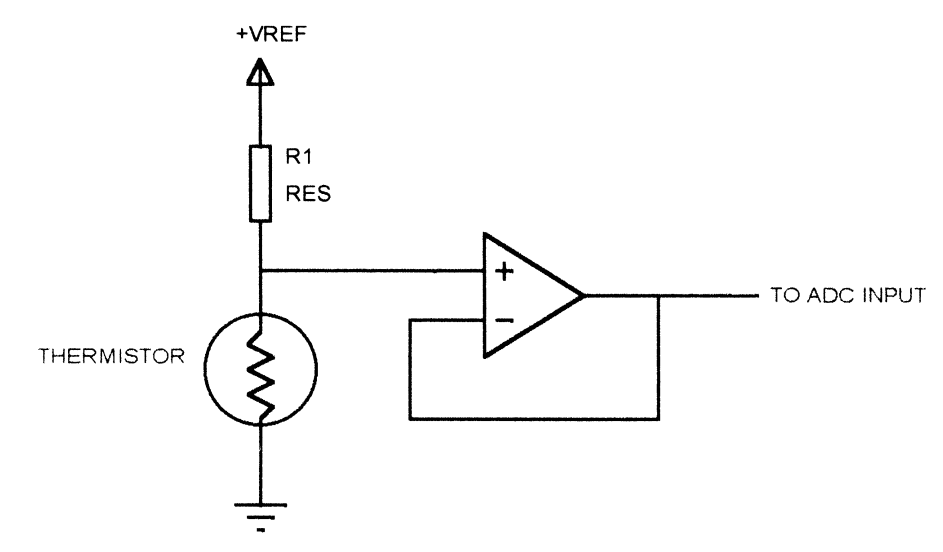 +VREF
R1
RES
+
TO ADC INPUT
−
THERMISTOR